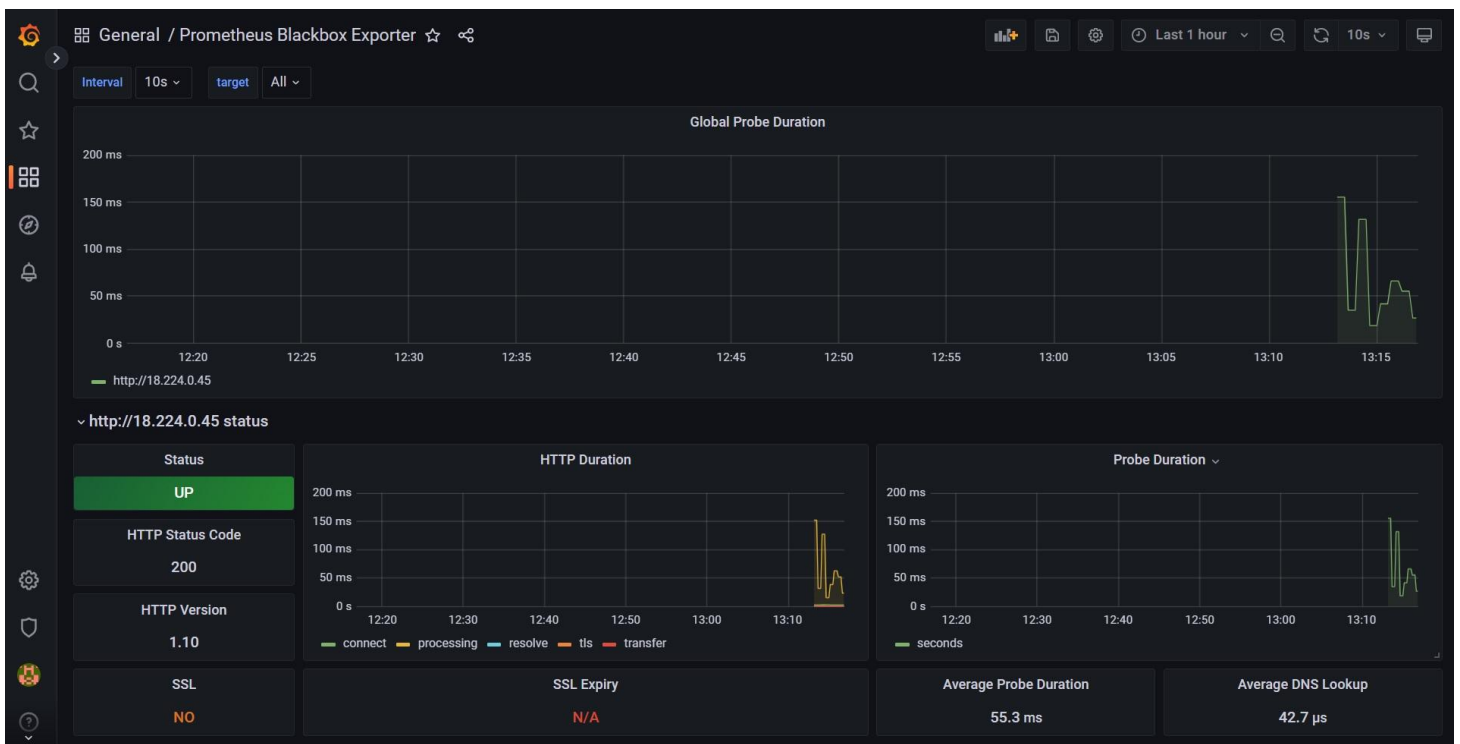 General / Prometheus Blackbox Exporter
Last 1 hour
10s
Interval 10s target All
Global Probe Duration
200 ms
150 ms
100 ms
50 ms
0 s
12:20 12:25 12:30 12:35 12:40 12:45 12:50 12:55 13:00 13:05 13:10 13:15
http://18.224.0.45
http://18.224.0.45 status
Status
UP
HTTP Status Code
200
HTTP Version
1.10
SSL
NO
HTTP Duration
200 ms
150 ms
100 ms
50 ms
0 s
12:20 12:30 12:40 12:50 13:00 13:10
connect processing resolve tls transfer
Probe Duration
200 ms
150 ms
100 ms
50 ms
0 s
12:20 12:30 12:40 12:50 13:00 13:10
seconds
SSL Expiry
N/A
Average Probe Duration
55.3 ms
Average DNS Lookup
42.7 µs